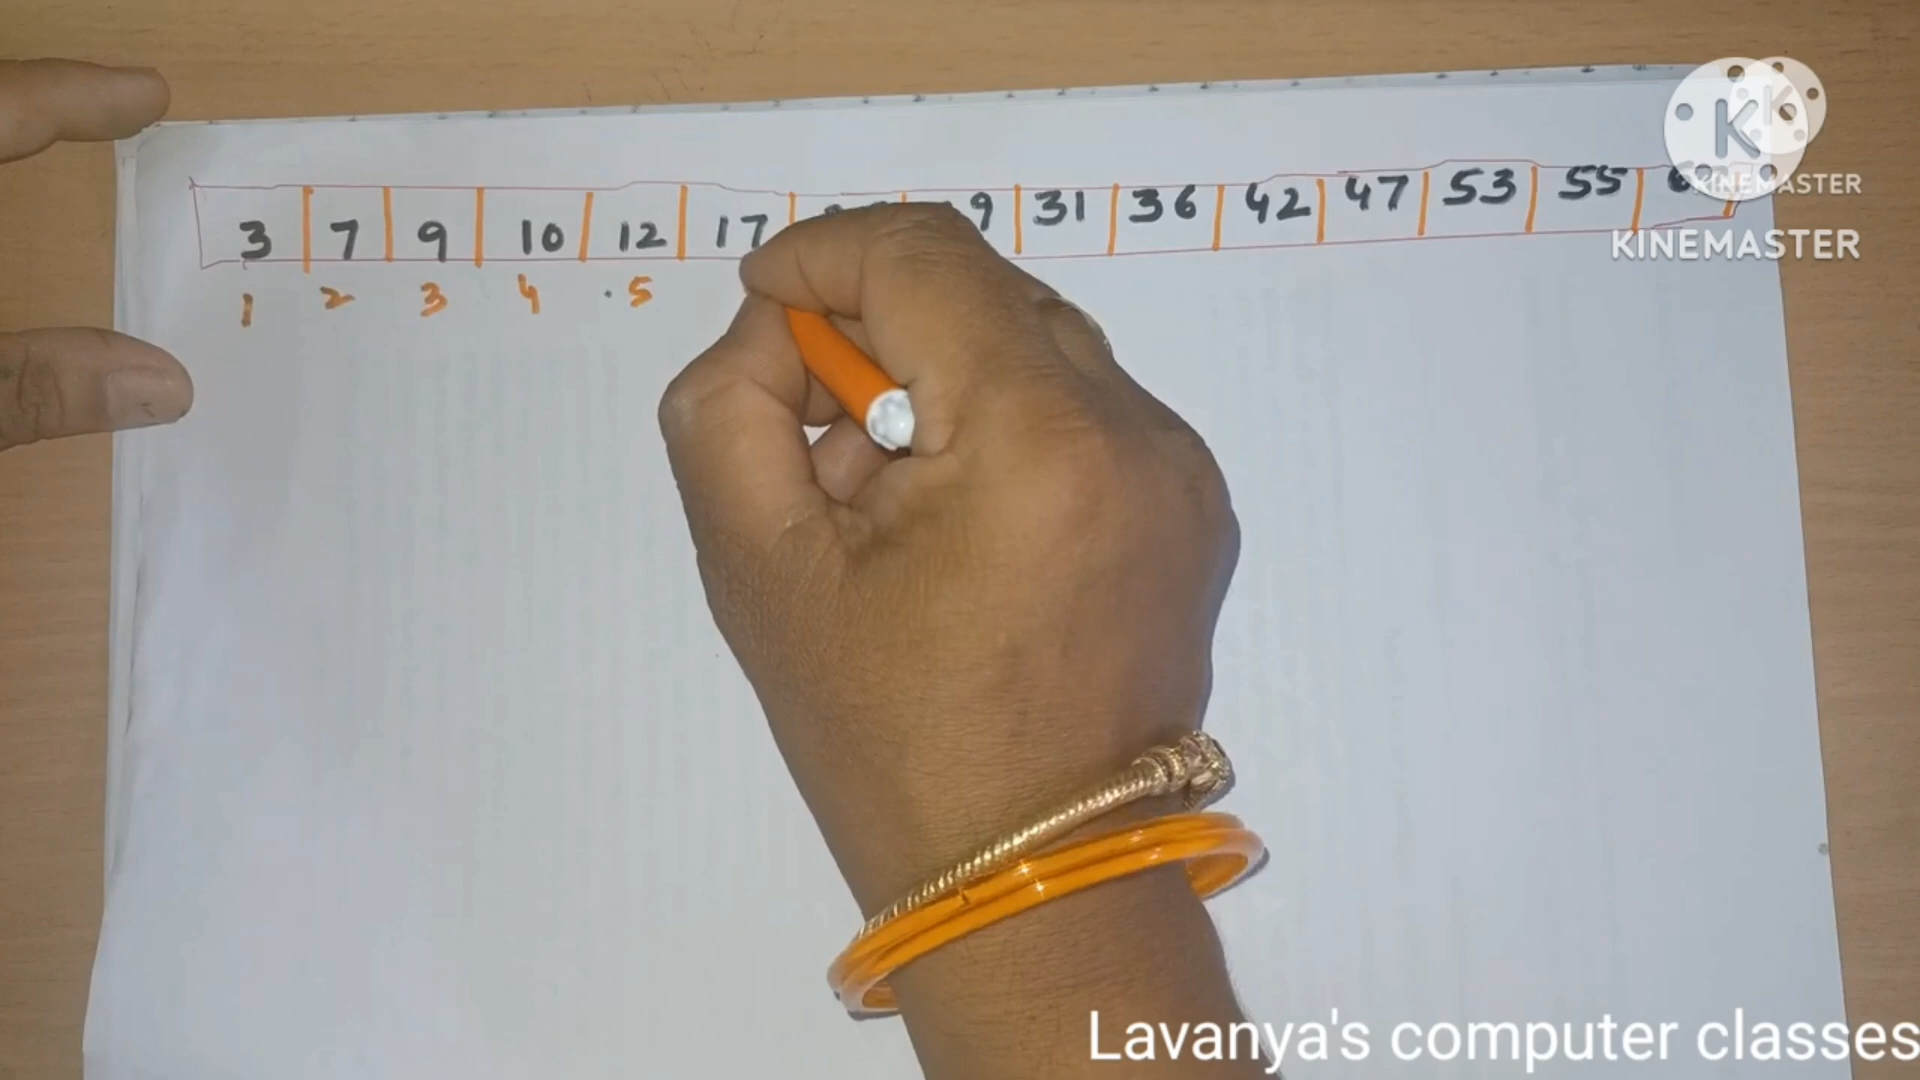 3 7 9 10 12 17 9 31 36 42 47 53 55
1 2 3 4 5
K K
KINEMASTER
KINEMASTER
Lavanya's computer classes